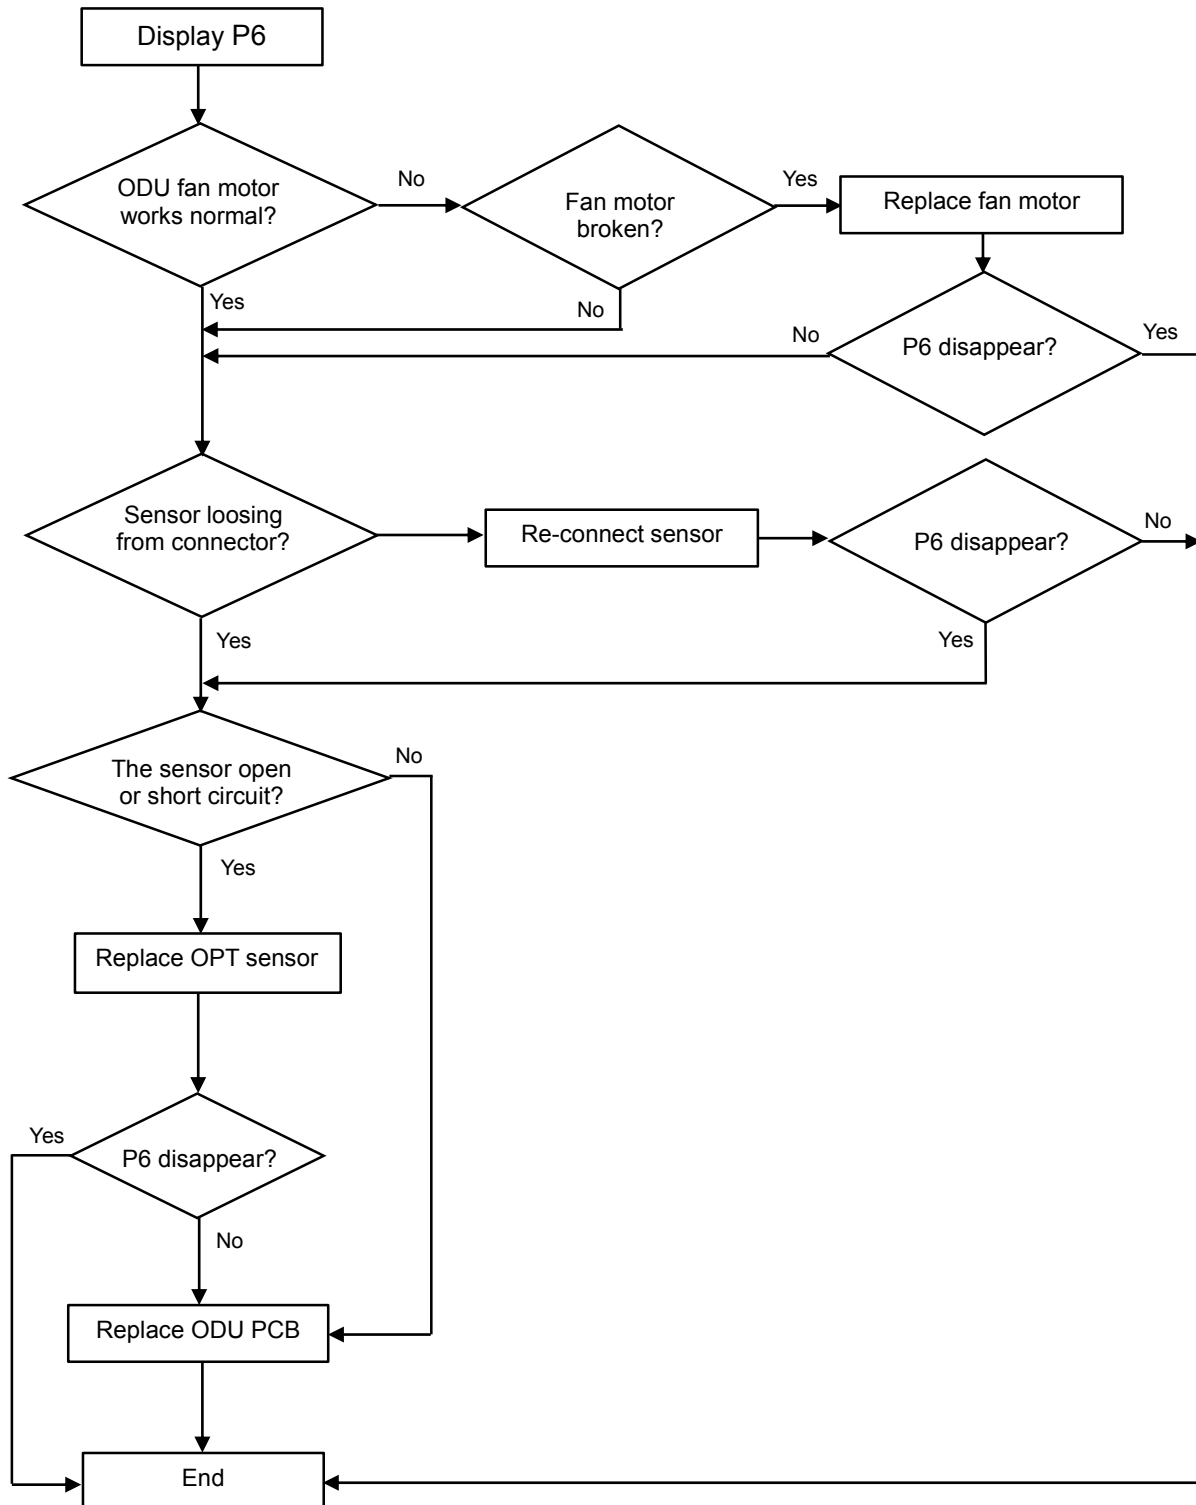 Display P6
ODU fan motor
works normal?
No
Fan motor
broken?
Yes
Replace fan motor
Yes
No
No
P6 disappear?
Yes
Sensor loosing
from connector?
Re-connect sensor
P6 disappear?
No
Yes
Yes
The sensor open
or short circuit?
No
Yes
Replace OPT sensor
Yes
P6 disappear?
No
Replace ODU PCB
End